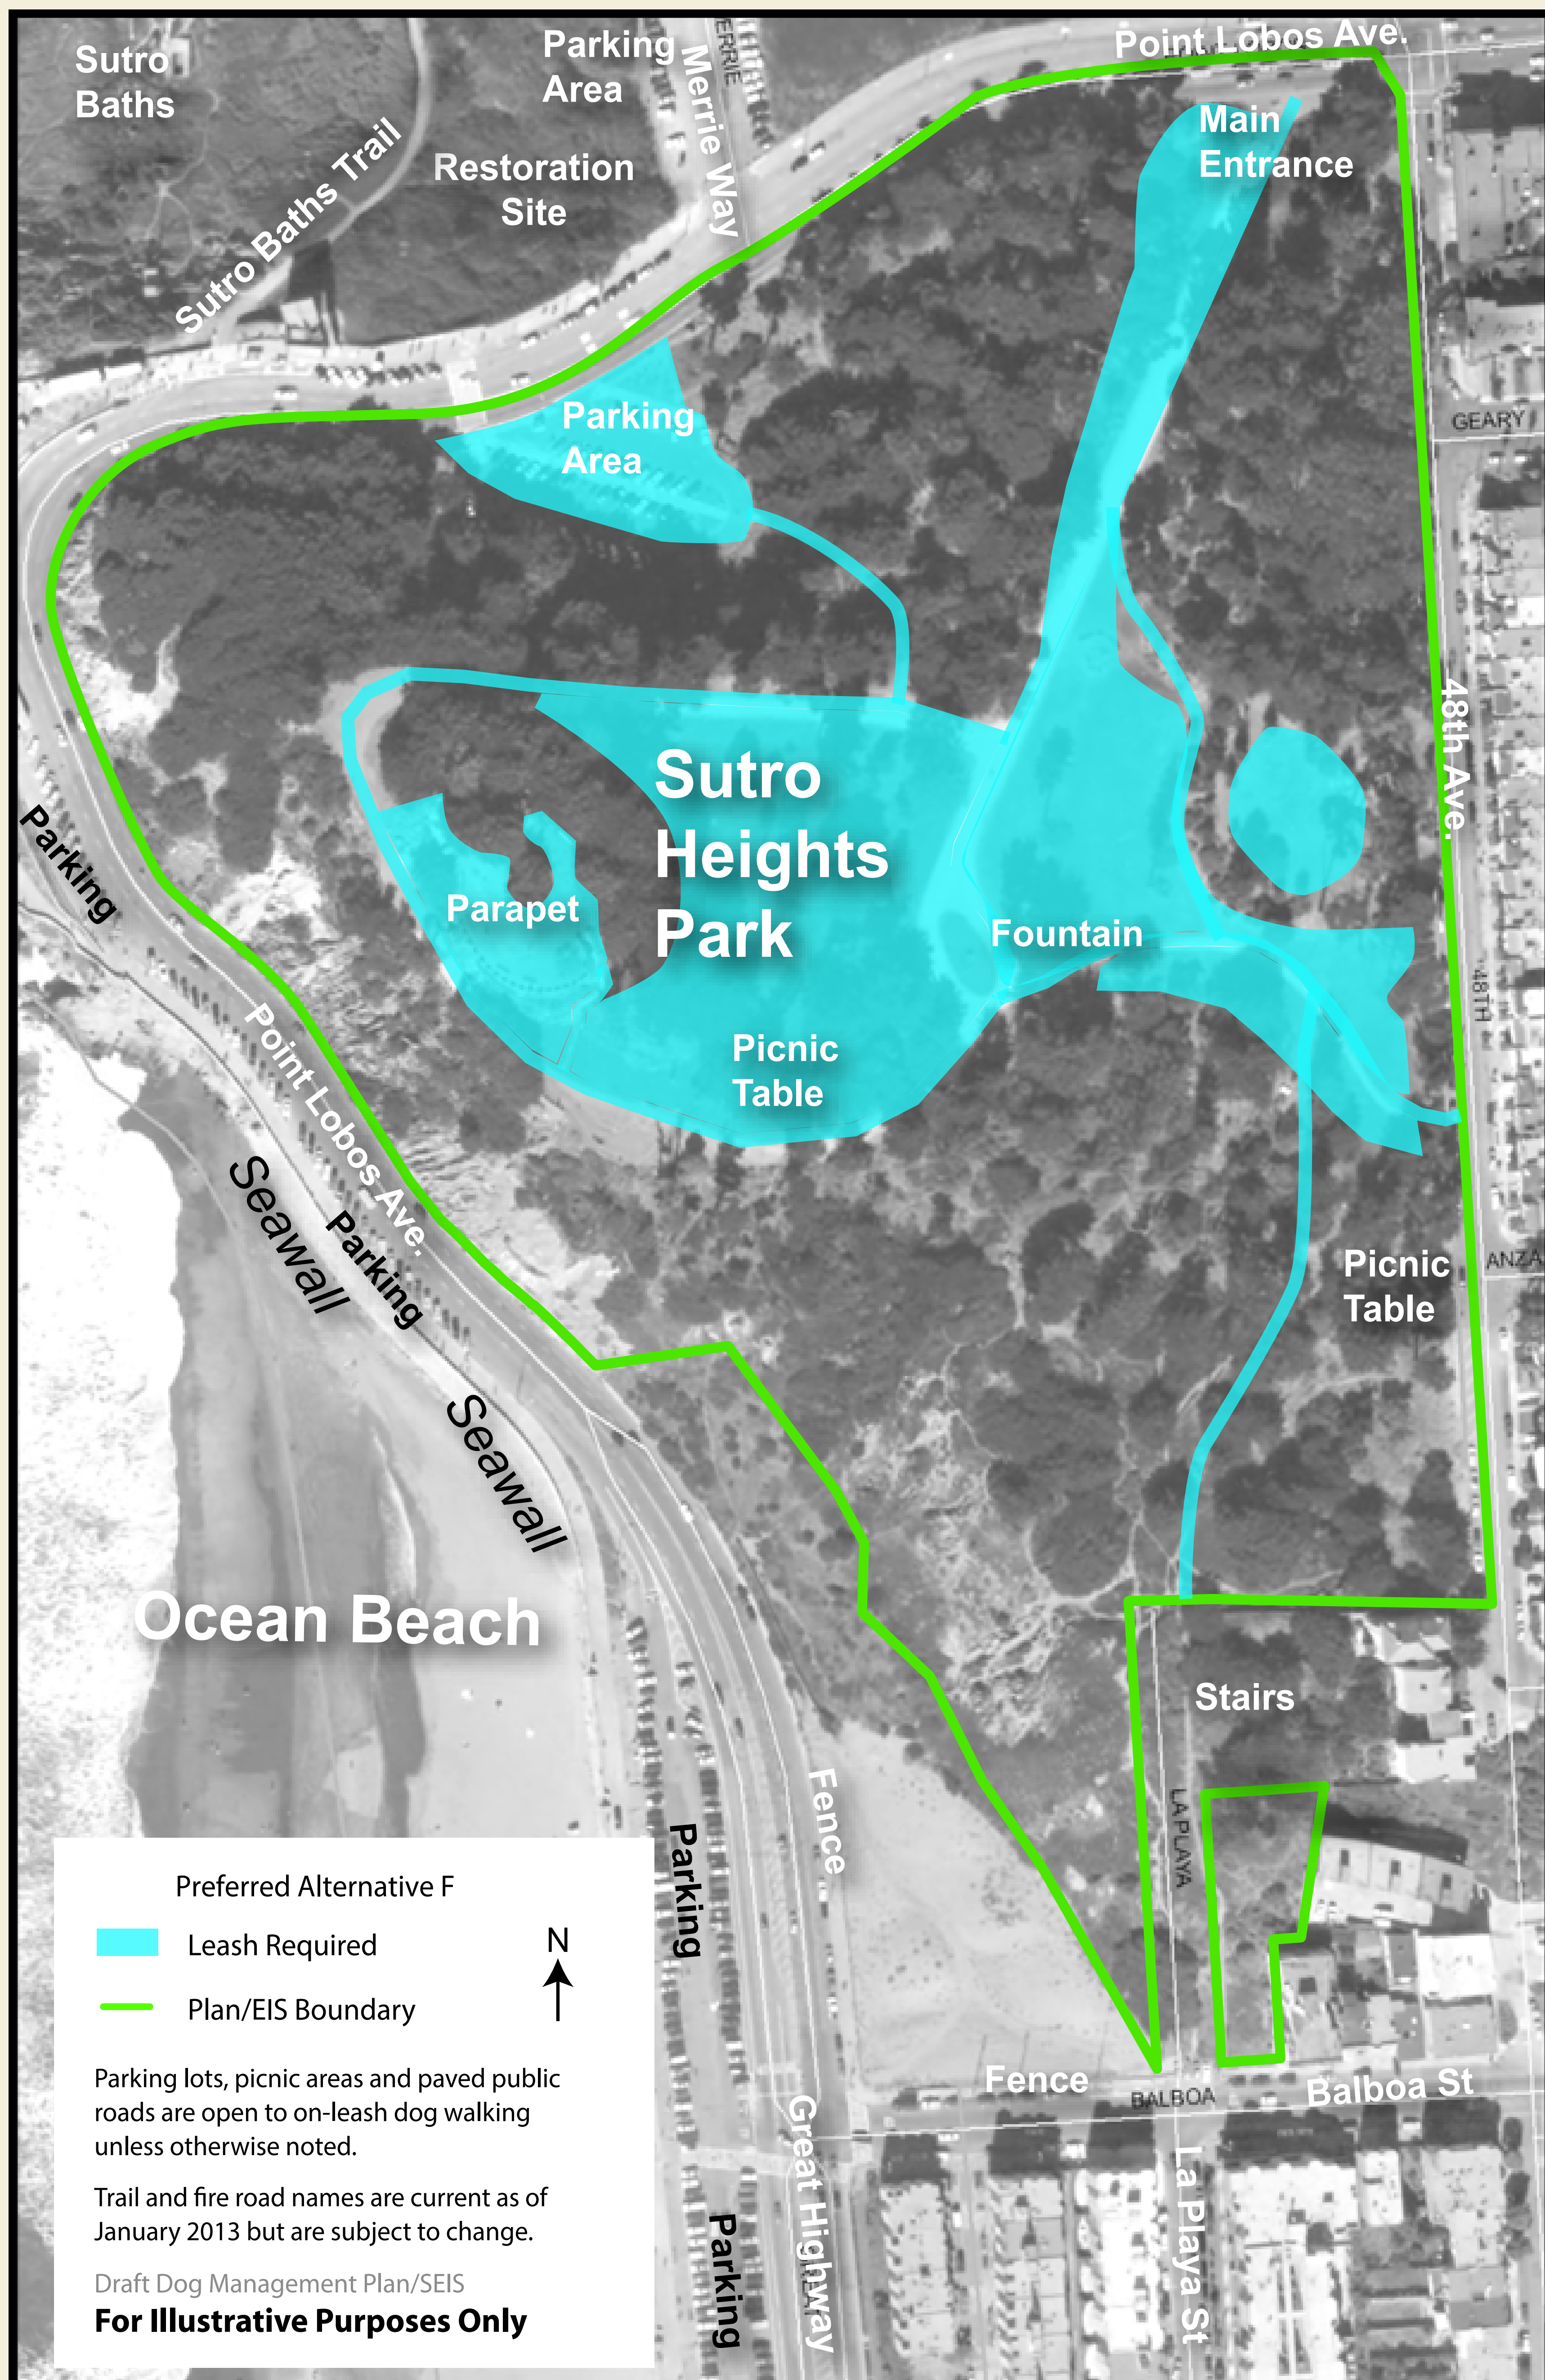 Sutro
Baths
Parking
Area
ERRIE
Merrie Way
Point Lobos Ave.
Main
Entrance
Restoration
Site
Sutro Baths Trail
Parking
Area
GEARY
48th Ave.
48TH
Sutro
Heights
Park
Parking
Parapet
Fountain
Picnic
Table
Point Lobos Ave.
Seawall
Parking
Picnic
Table
ANZA
Seawall
Ocean Beach
Stairs
LA PLAYA
Fence
Parking
Fence
BALBOA
Balboa St
Great Highway
La Playa St
Parking
Preferred Alternative F
Leash Required
N
Plan/EIS Boundary
Parking lots, picnic areas and paved public
roads are open to on-leash dog walking
unless otherwise noted.
Trail and fire road names are current as of
January 2013 but are subject to change.
Draft Dog Management Plan/SEIS
For Illustrative Purposes Only